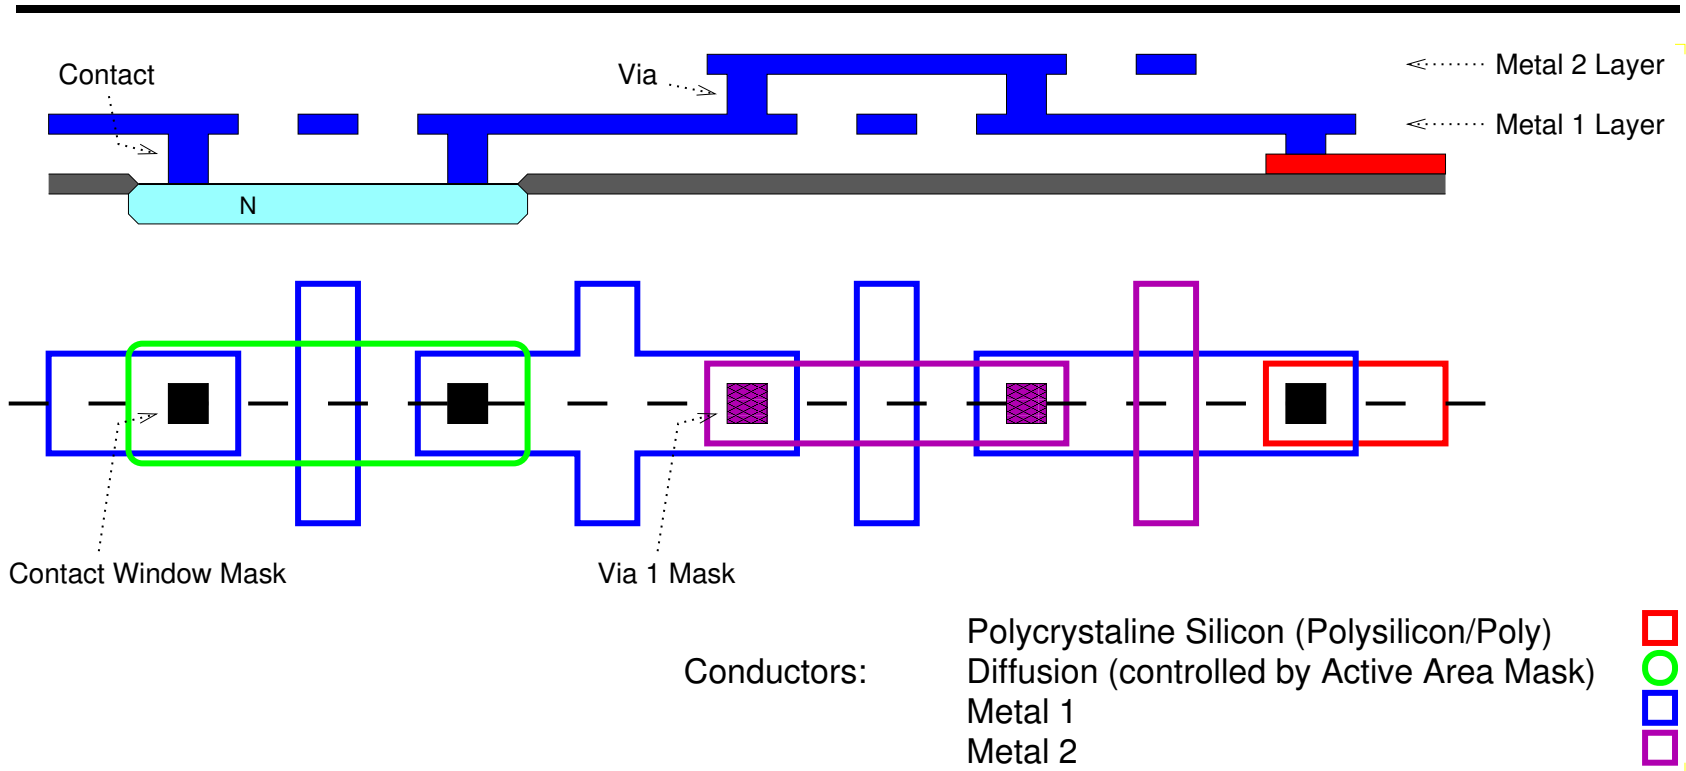 Contact
Via
Metal 2 Layer
Metal 1 Layer
N
Contact Window Mask
Via 1 Mask
Polycrystaline Silicon (Polysilicon/Poly)
Conductors:
Diffusion (controlled by Active Area Mask)
Metal 1
Metal 2